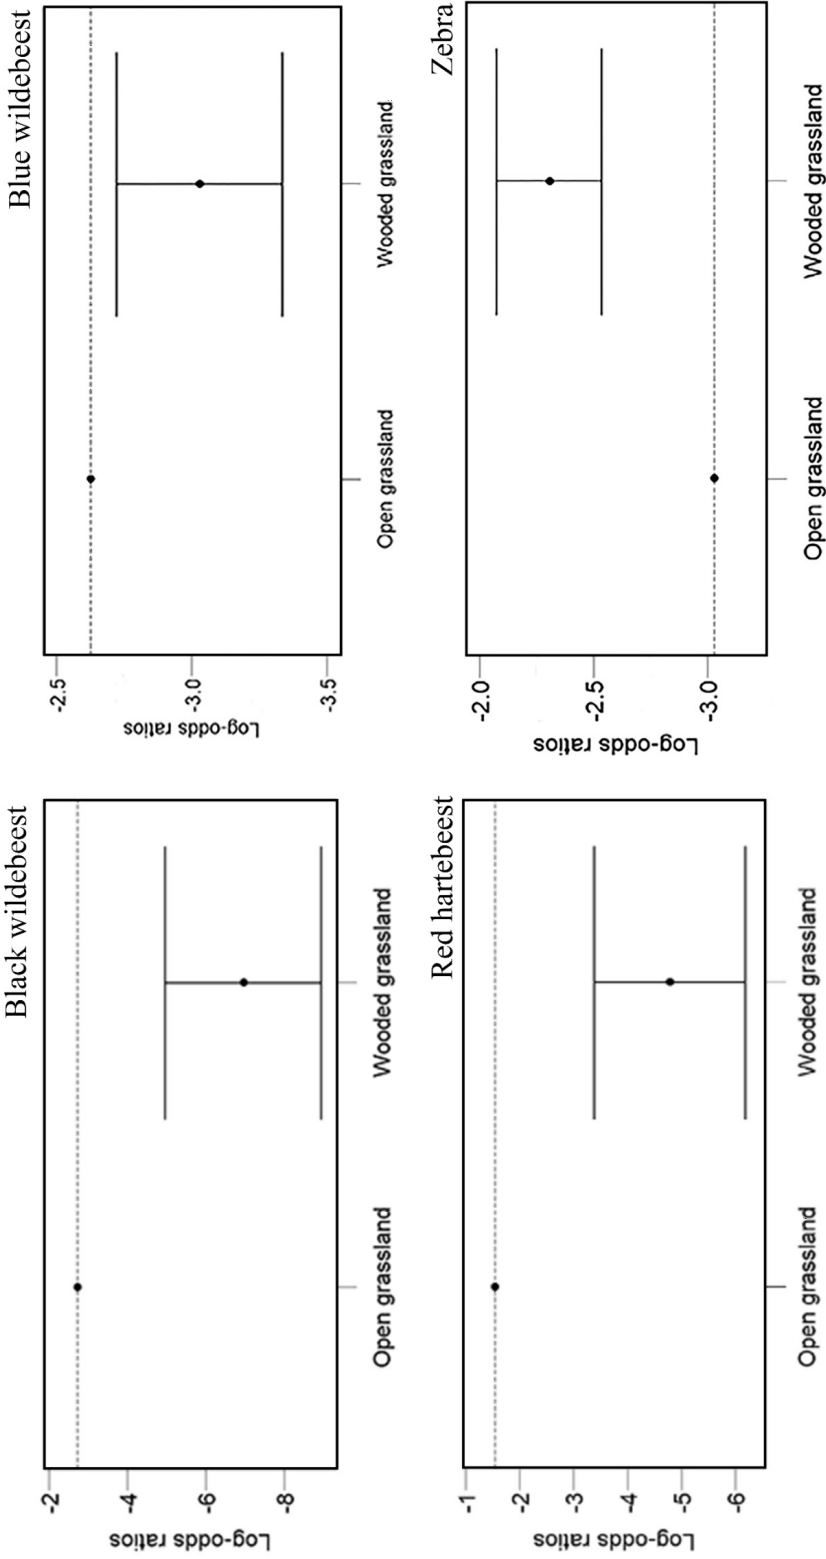 Black wildebeest
Log-odds ratios
-2
-4
-6
-8
Open grassland
Wooded grassland
Blue wildebeest
Log-odds ratios
-2.5
-3.0
-3.5
Open grassland
Wooded grassland
Red hartebeest
Log-odds ratios
-1
-2
-3
-4
-5
-6
Open grassland
Wooded grassland
Zebra
Log-odds ratios
-2.0
-2.5
-3.0
Open grassland
Wooded grassland